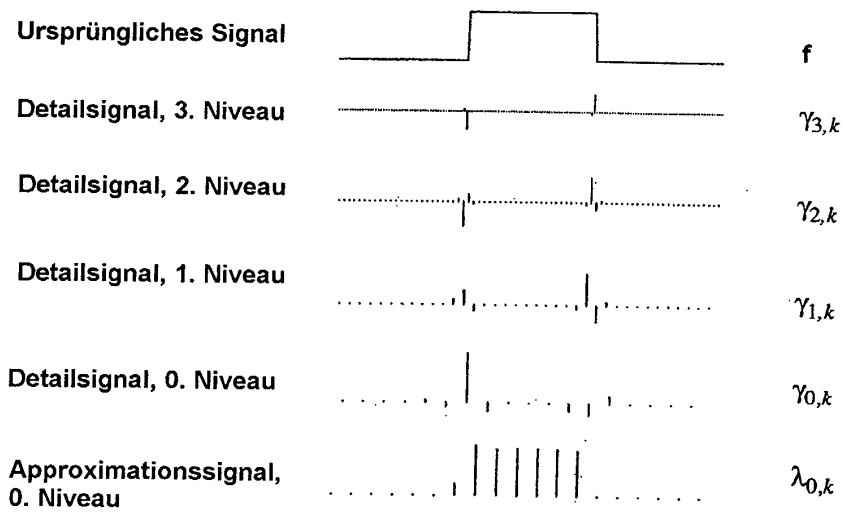 Ursprüngliches Signal
f
Detailsignal, 3. Niveau
γ3,k
Detailsignal, 2. Niveau
γ2,k
Detailsignal, 1. Niveau
γ1,k
Detailsignal, 0. Niveau
γ0,k
Approximationssignal,
0. Niveau
λ0,k